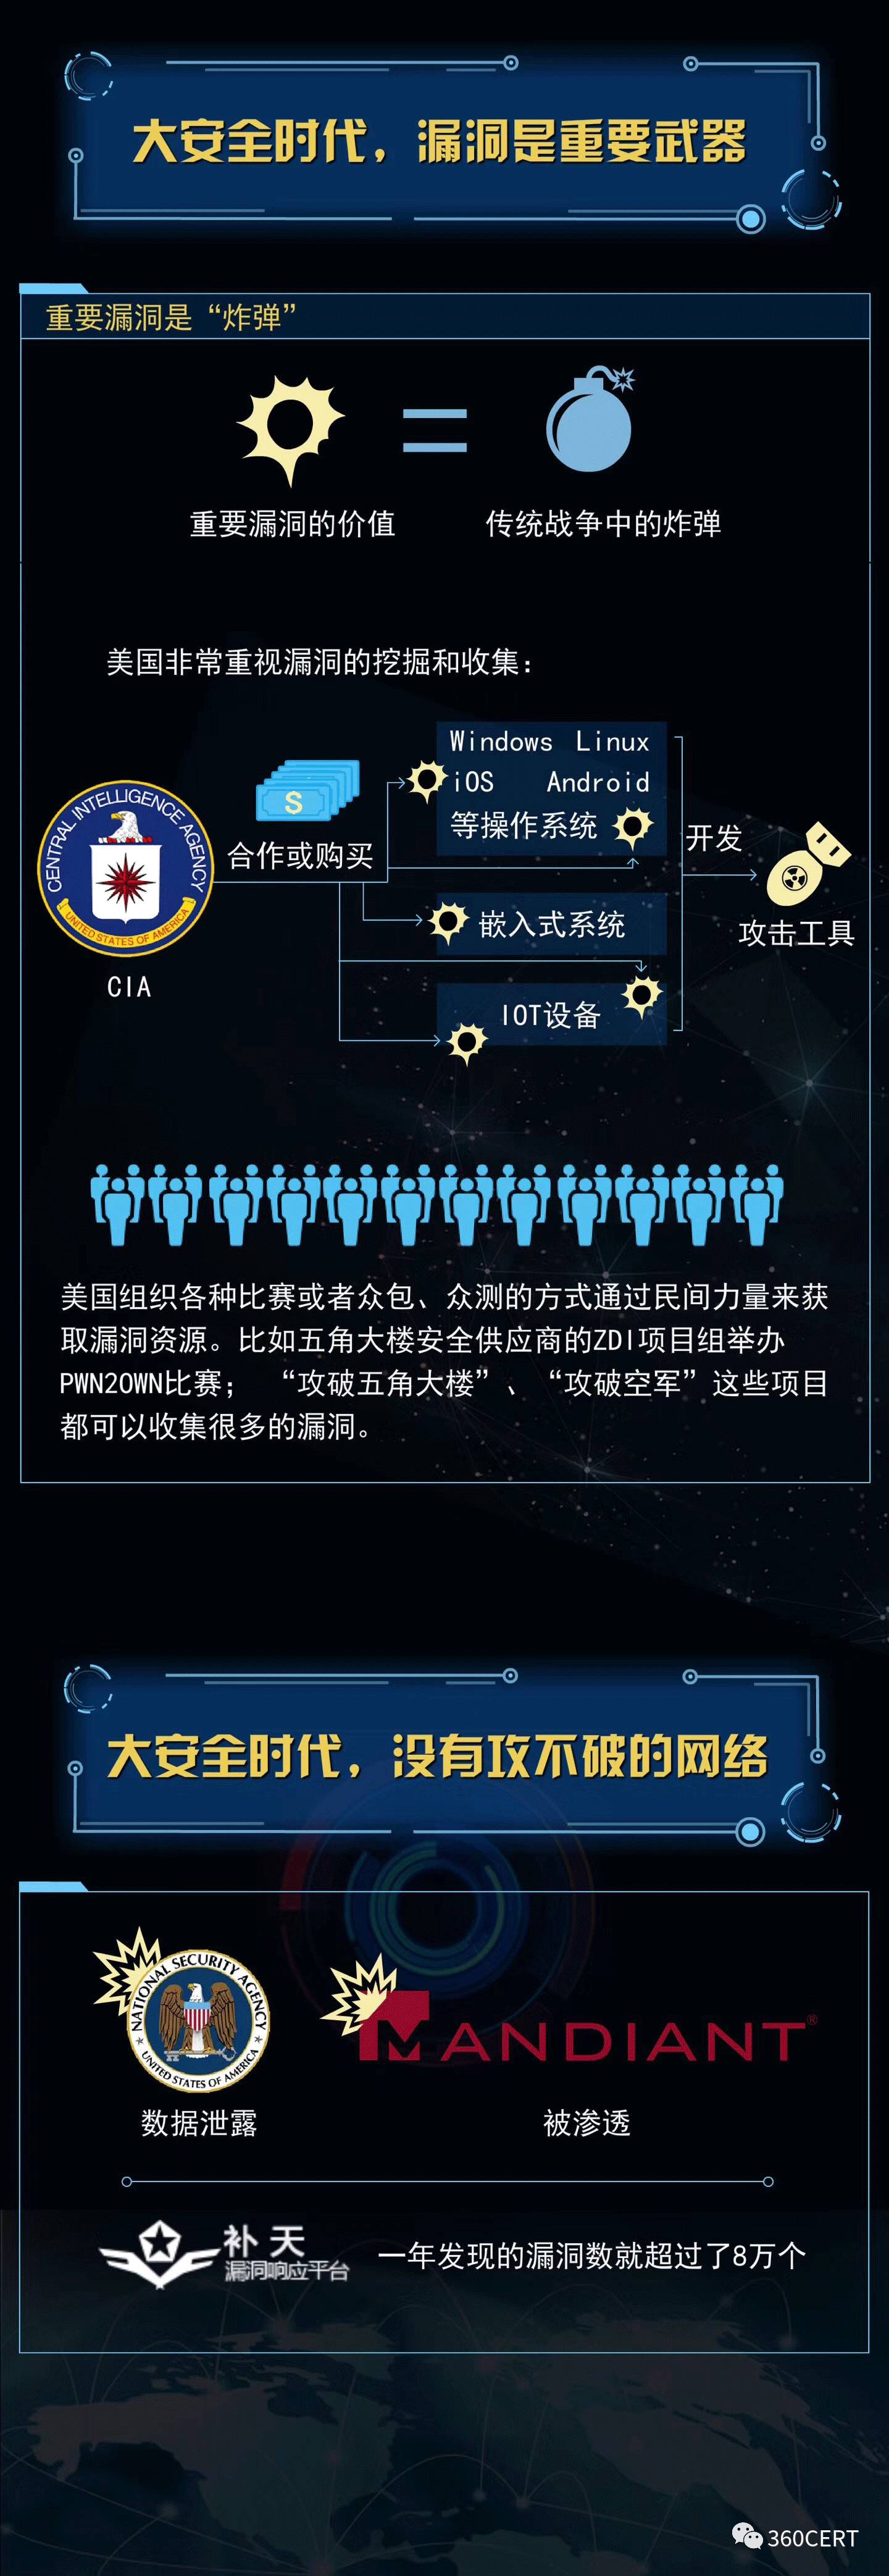 大安全时代，漏洞是重要武器
重要漏洞是“炸弹”
重要漏洞的价值
传统战争中的炸弹
美国非常重视漏洞的挖掘和收集：
CENTRAL INTELLIGENCE AGENCY
UNITED STATES OF AMERICA
CIA
$
合作或购买
Windows Linux
iOS Android
等操作系统
嵌入式系统
IOT设备
开发
攻击工具
美国组织各种比赛或者众包、众测的方式通过民间力量来获
取漏洞资源。比如五角大楼安全供应商的ZDI项目组举办
PWN2OWN比赛； “攻破五角大楼”、“攻破空军”这些项目
都可以收集很多的漏洞。
大安全时代，没有攻不破的网络
NATIONAL SECURITY AGENCY
UNITED STATES OF AMERICA
数据泄露
MANDIANT®
被渗透
补天
漏洞响应平台
一年发现的漏洞数就超过了8万个
360CERT